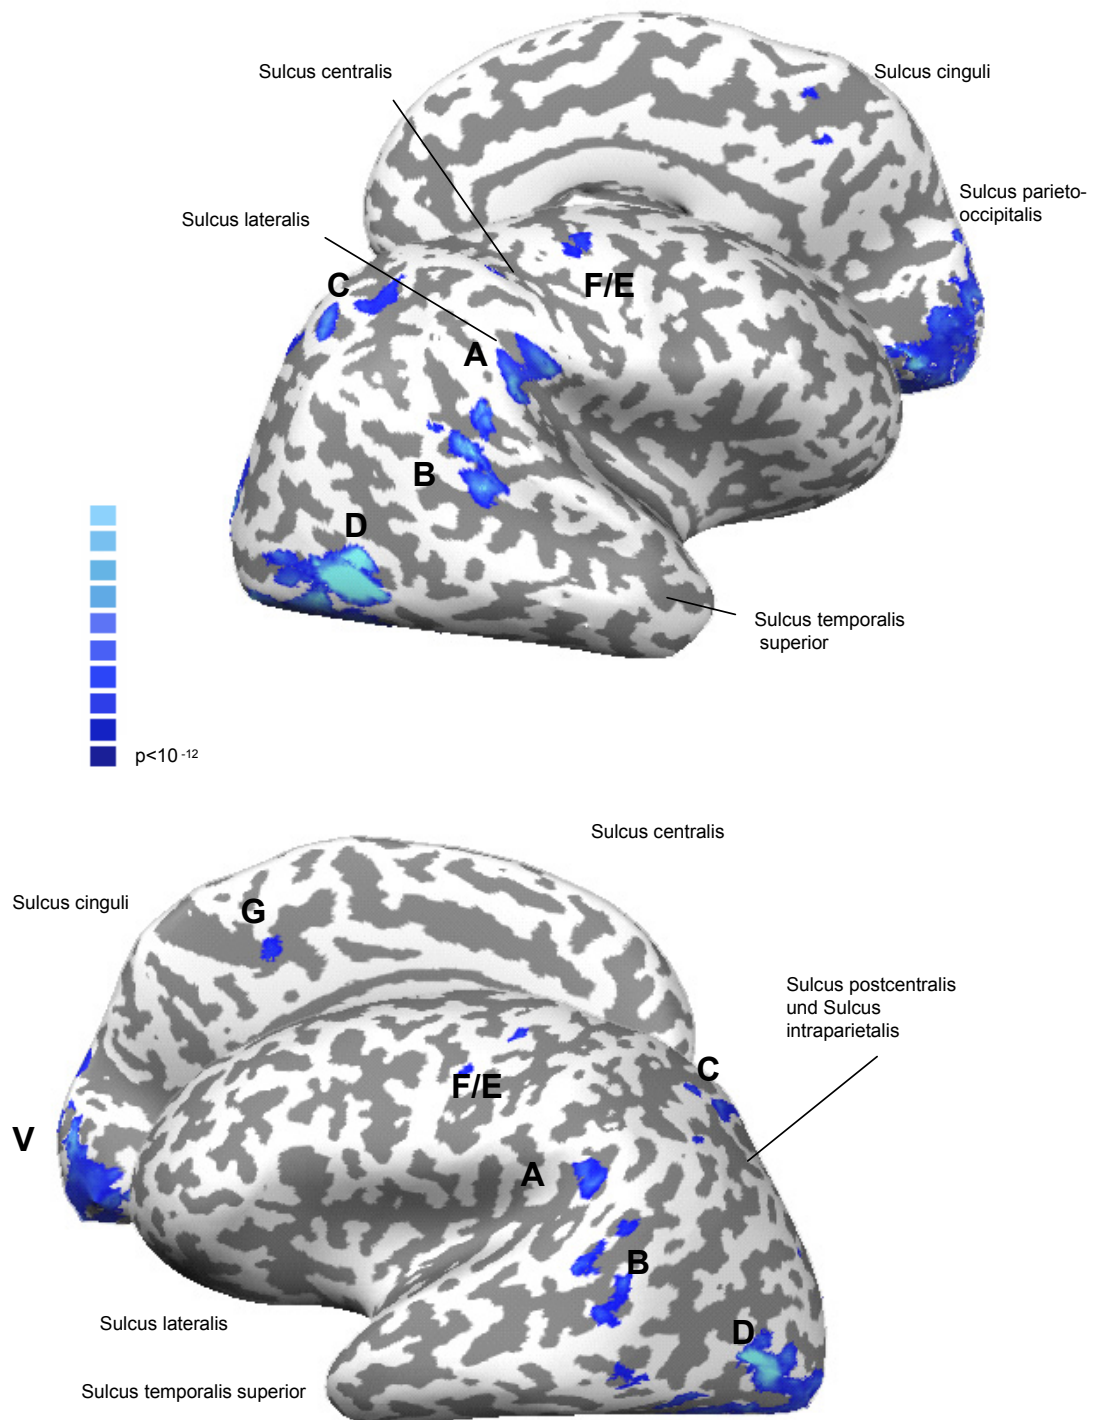 Sulcus centralis
Sulcus cinguli
Sulcus parieto-
occipitalis
Sulcus lateralis
C
F/E
A
B
D
Sulcus temporalis
superior
p<10 -12
Sulcus centralis
Sulcus cinguli
G
Sulcus postcentralis
und Sulcus
intraparietalis
C
F/E
V
A
B
Sulcus lateralis
D
Sulcus temporalis superior